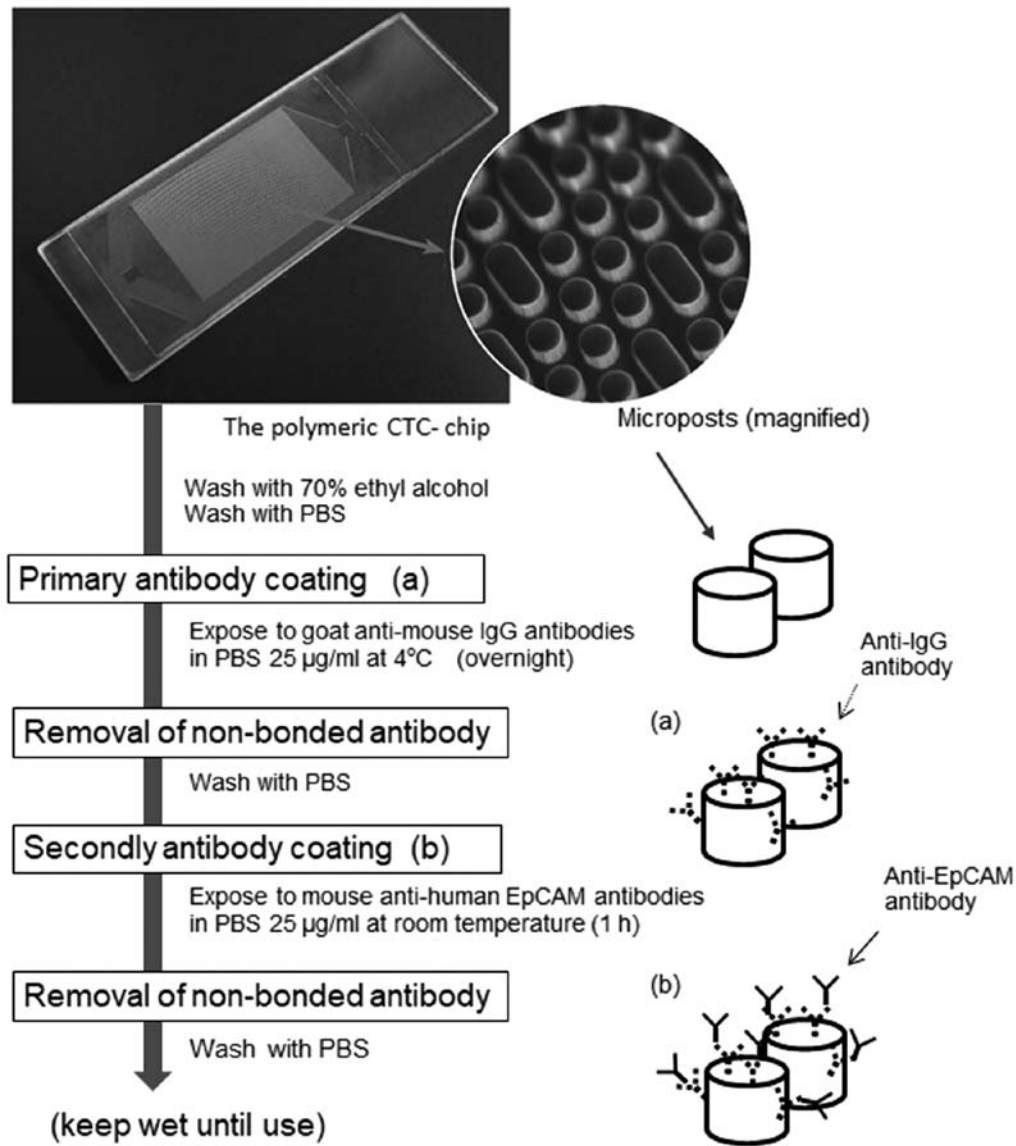 The polymeric CTC- chip
Microposts (magnified)
Wash with 70% ethyl alcohol
Wash with PBS
Primary antibody coating (a)
Expose to goat anti-mouse IgG antibodies
in PBS 25 µg/ml at 4°C (overnight)
Anti-IgG
antibody
Removal of non-bonded antibody
(a)
Wash with PBS
Secondly antibody coating (b)
Expose to mouse anti-human EpCAM antibodies
in PBS 25 µg/ml at room temperature (1 h)
Anti-EpCAM
antibody
Removal of non-bonded antibody
(b)
Wash with PBS
(keep wet until use)